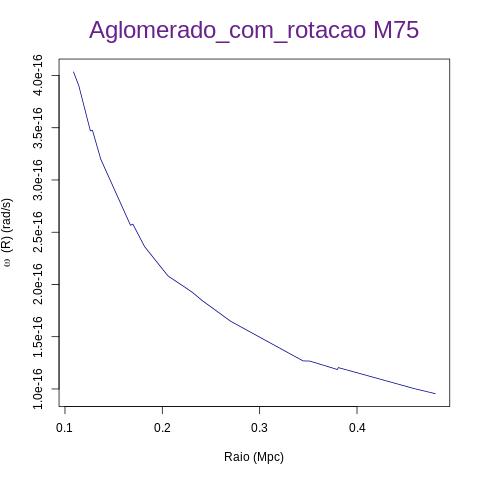 Aglomerado_com_rotacao M75
ω (R) (rad/s)
4.0e-16
3.5e-16
3.0e-16
2.5e-16
2.0e-16
1.5e-16
1.0e-16
0.1 0.2 0.3 0.4
Raio (Mpc)